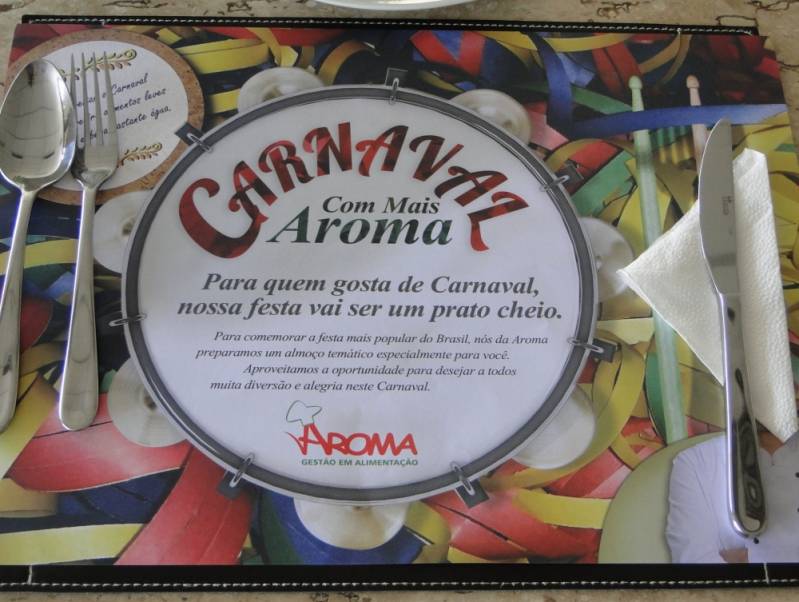 o Carnaval
alimentos leves
bastante água.
CARNAVAL
Com Mais
Aroma
Para quem gosta de Carnaval,
nossa festa vai ser um prato cheio.
Para comemorar a festa mais popular do Brasil, nós da Aroma
preparamos um almoço temático especialmente para você.
Aproveitamos a oportunidade para desejar a todos
muita diversão e alegria neste Carnaval.
AROMA
GESTÃO EM ALIMENTAÇÃO